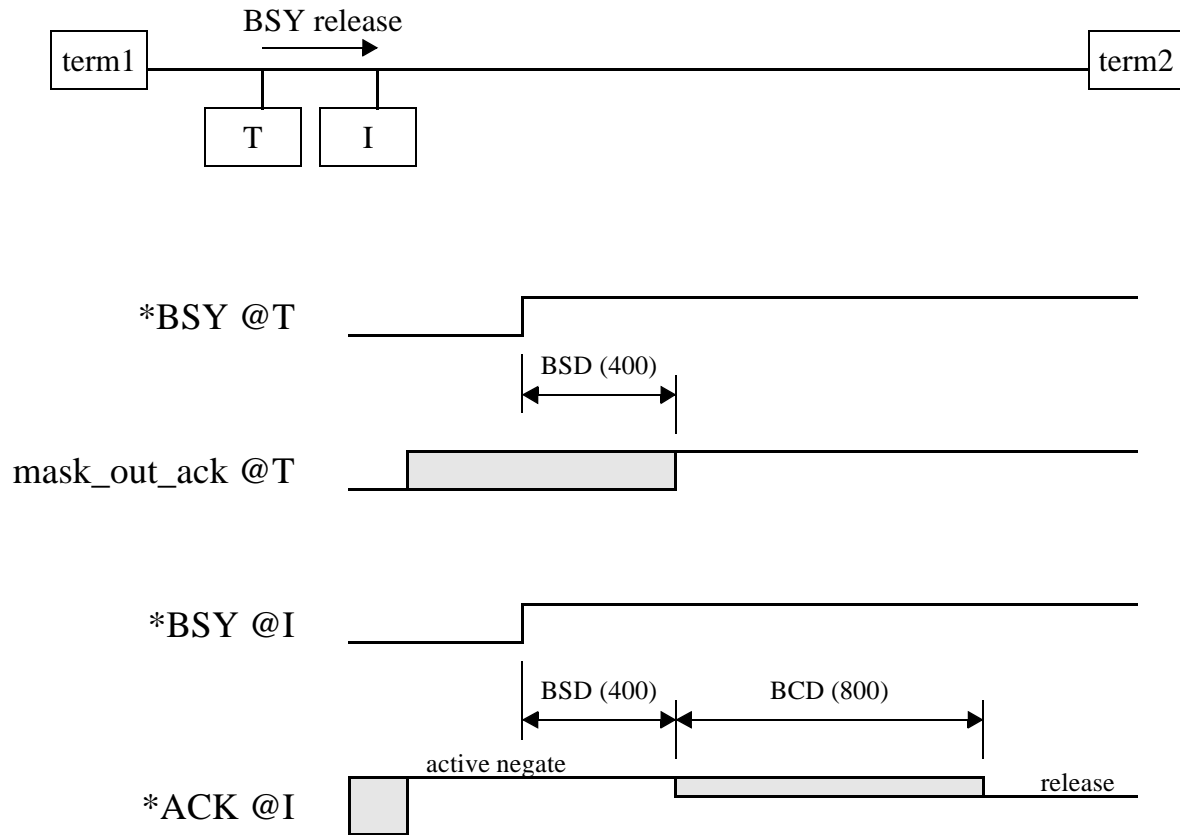 BSY release
term1
term2
T
I
*BSY @T
BSD (400)
mask_out_ack @T
*BSY @I
BSD (400)
BCD (800)
active negate
release
*ACK @I